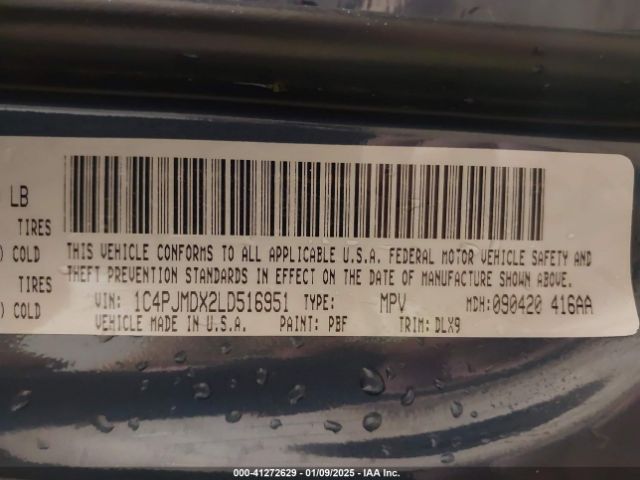 LB
TIRES
) COLD
TIRES
) COLD
THIS VEHICLE CONFORMS TO ALL APPLICABLE U.S.A. FEDERAL MOTOR VEHICLE SAFETY AND
THEFT PREVENTION STANDARDS IN EFFECT ON THE DATE OF MANUFACTURE SHOWN ABOVE.
VIN: 1C4PJMDX2LD516951 TYPE: MPV MDH:090420 416AA
VEHICLE MADE IN U.S.A. PAINT: PBF TRIM: DLX9
000-41272629 - 01/09/2025 - IAA Inc.